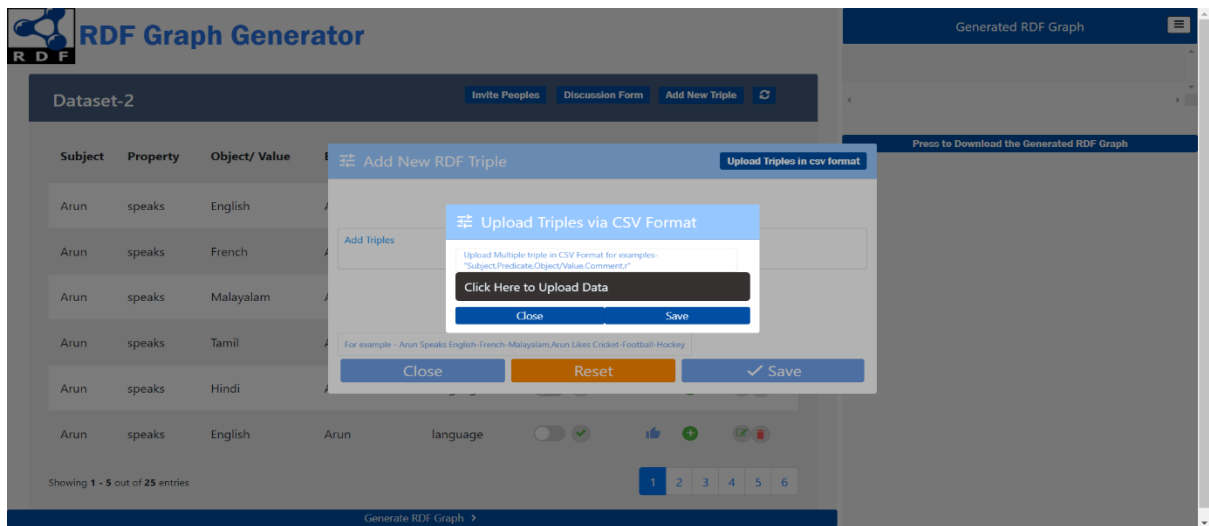 RDF Graph Generator
R D F
Generated RDF Graph
Dataset-2
Invite Peoples Discussion Form Add New Triple
Press to Download the Generated RDF Graph
Subject Property Object/ Value
Add New RDF Triple
Upload Triples in csv format
Arun speaks English
Upload Triples via CSV Format
Add Triples
Upload Multiple triple in CSV Format for examples-
"Subject,Predicate,Object/Value,Comment,r"
Arun speaks French
Click Here to Upload Data
Arun speaks Malayalam
Close Save
Arun speaks Tamil
For example - Arun Speaks English-French-Malayalam,Arun Likes Cricket-Football-Hockey
Close Reset Save
Arun speaks Hindi
Arun speaks English Arun language
Showing 1 - 5 out of 25 entries
1 2 3 4 5 6
Generate RDF Graph >